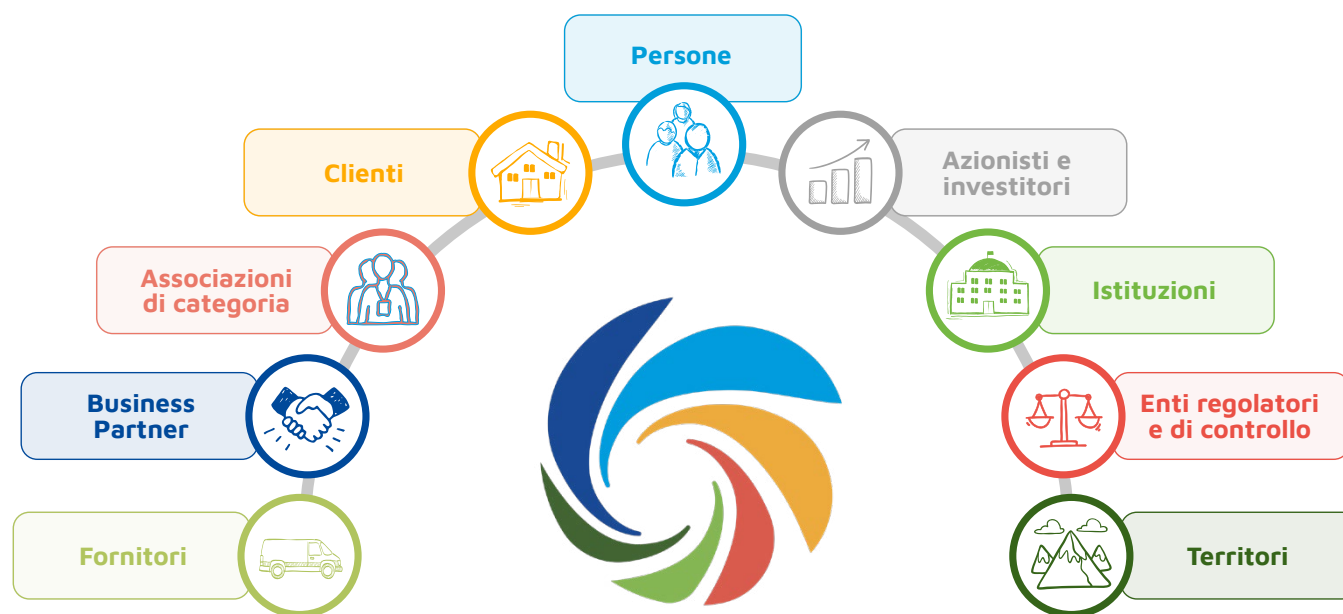 Persone
Clienti
Azionisti e
investitori
Associazioni
di categoria
Istituzioni
Business
Partner
Enti regolatori
e di controllo
Fornitori
Territori